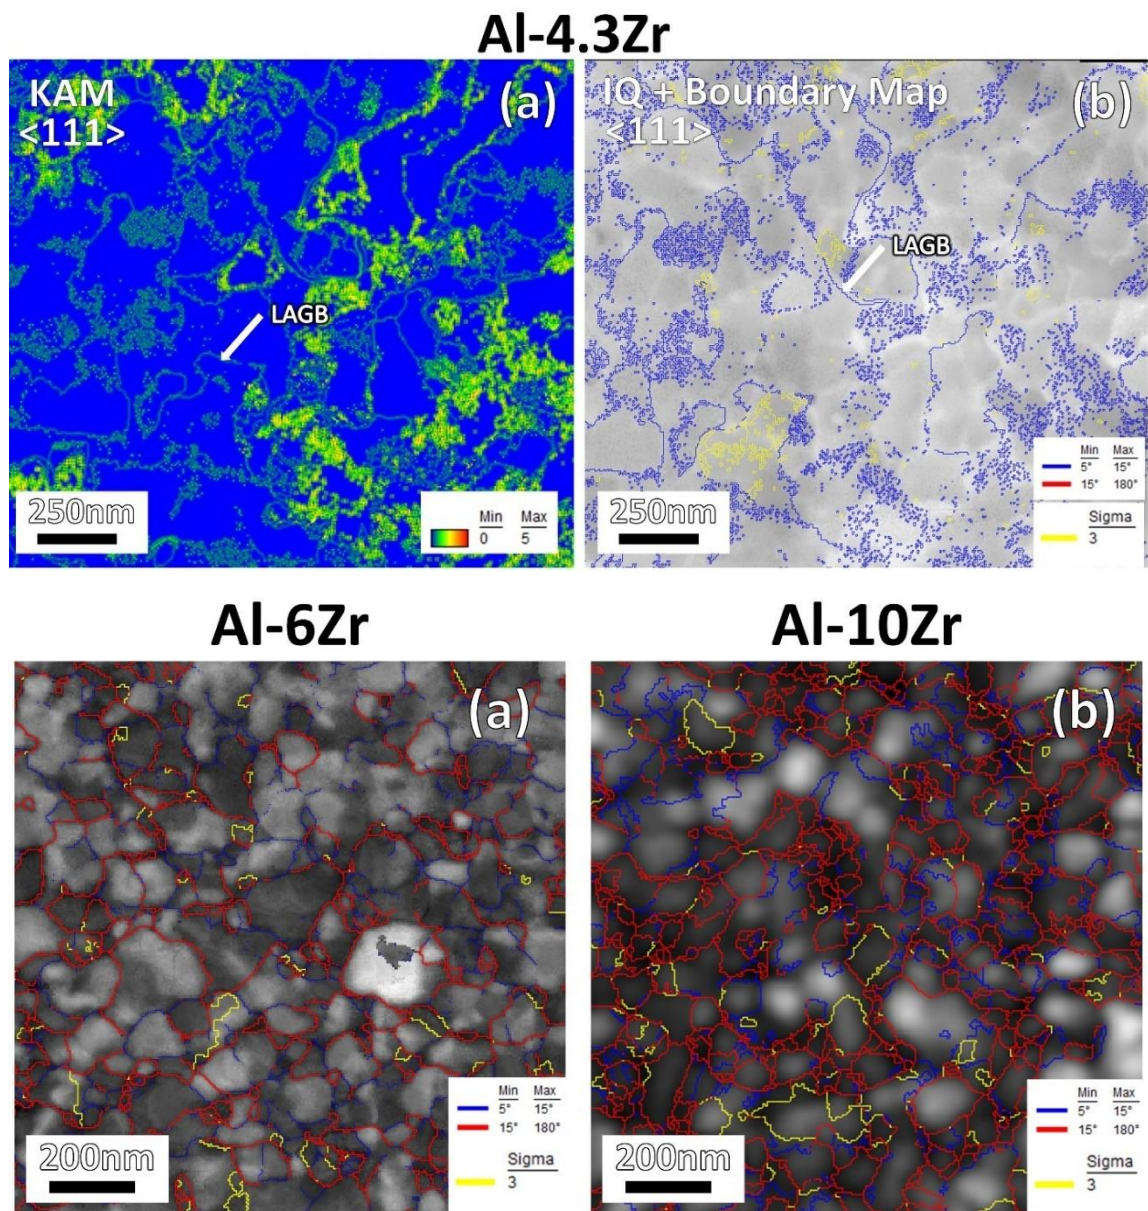 Al-4.3Zr
KAM
<111>
(a)
LAGB
250nm
Min Max
0 5
IQ + Boundary Map
<111>
(b)
LAGB
250nm
Min Max
5° 15°
15° 180°
Sigma
3
Al-6Zr
(a)
200nm
Min Max
5° 15°
15° 180°
Sigma
3
Al-10Zr
(b)
200nm
Min Max
5° 15°
15° 180°
Sigma
3